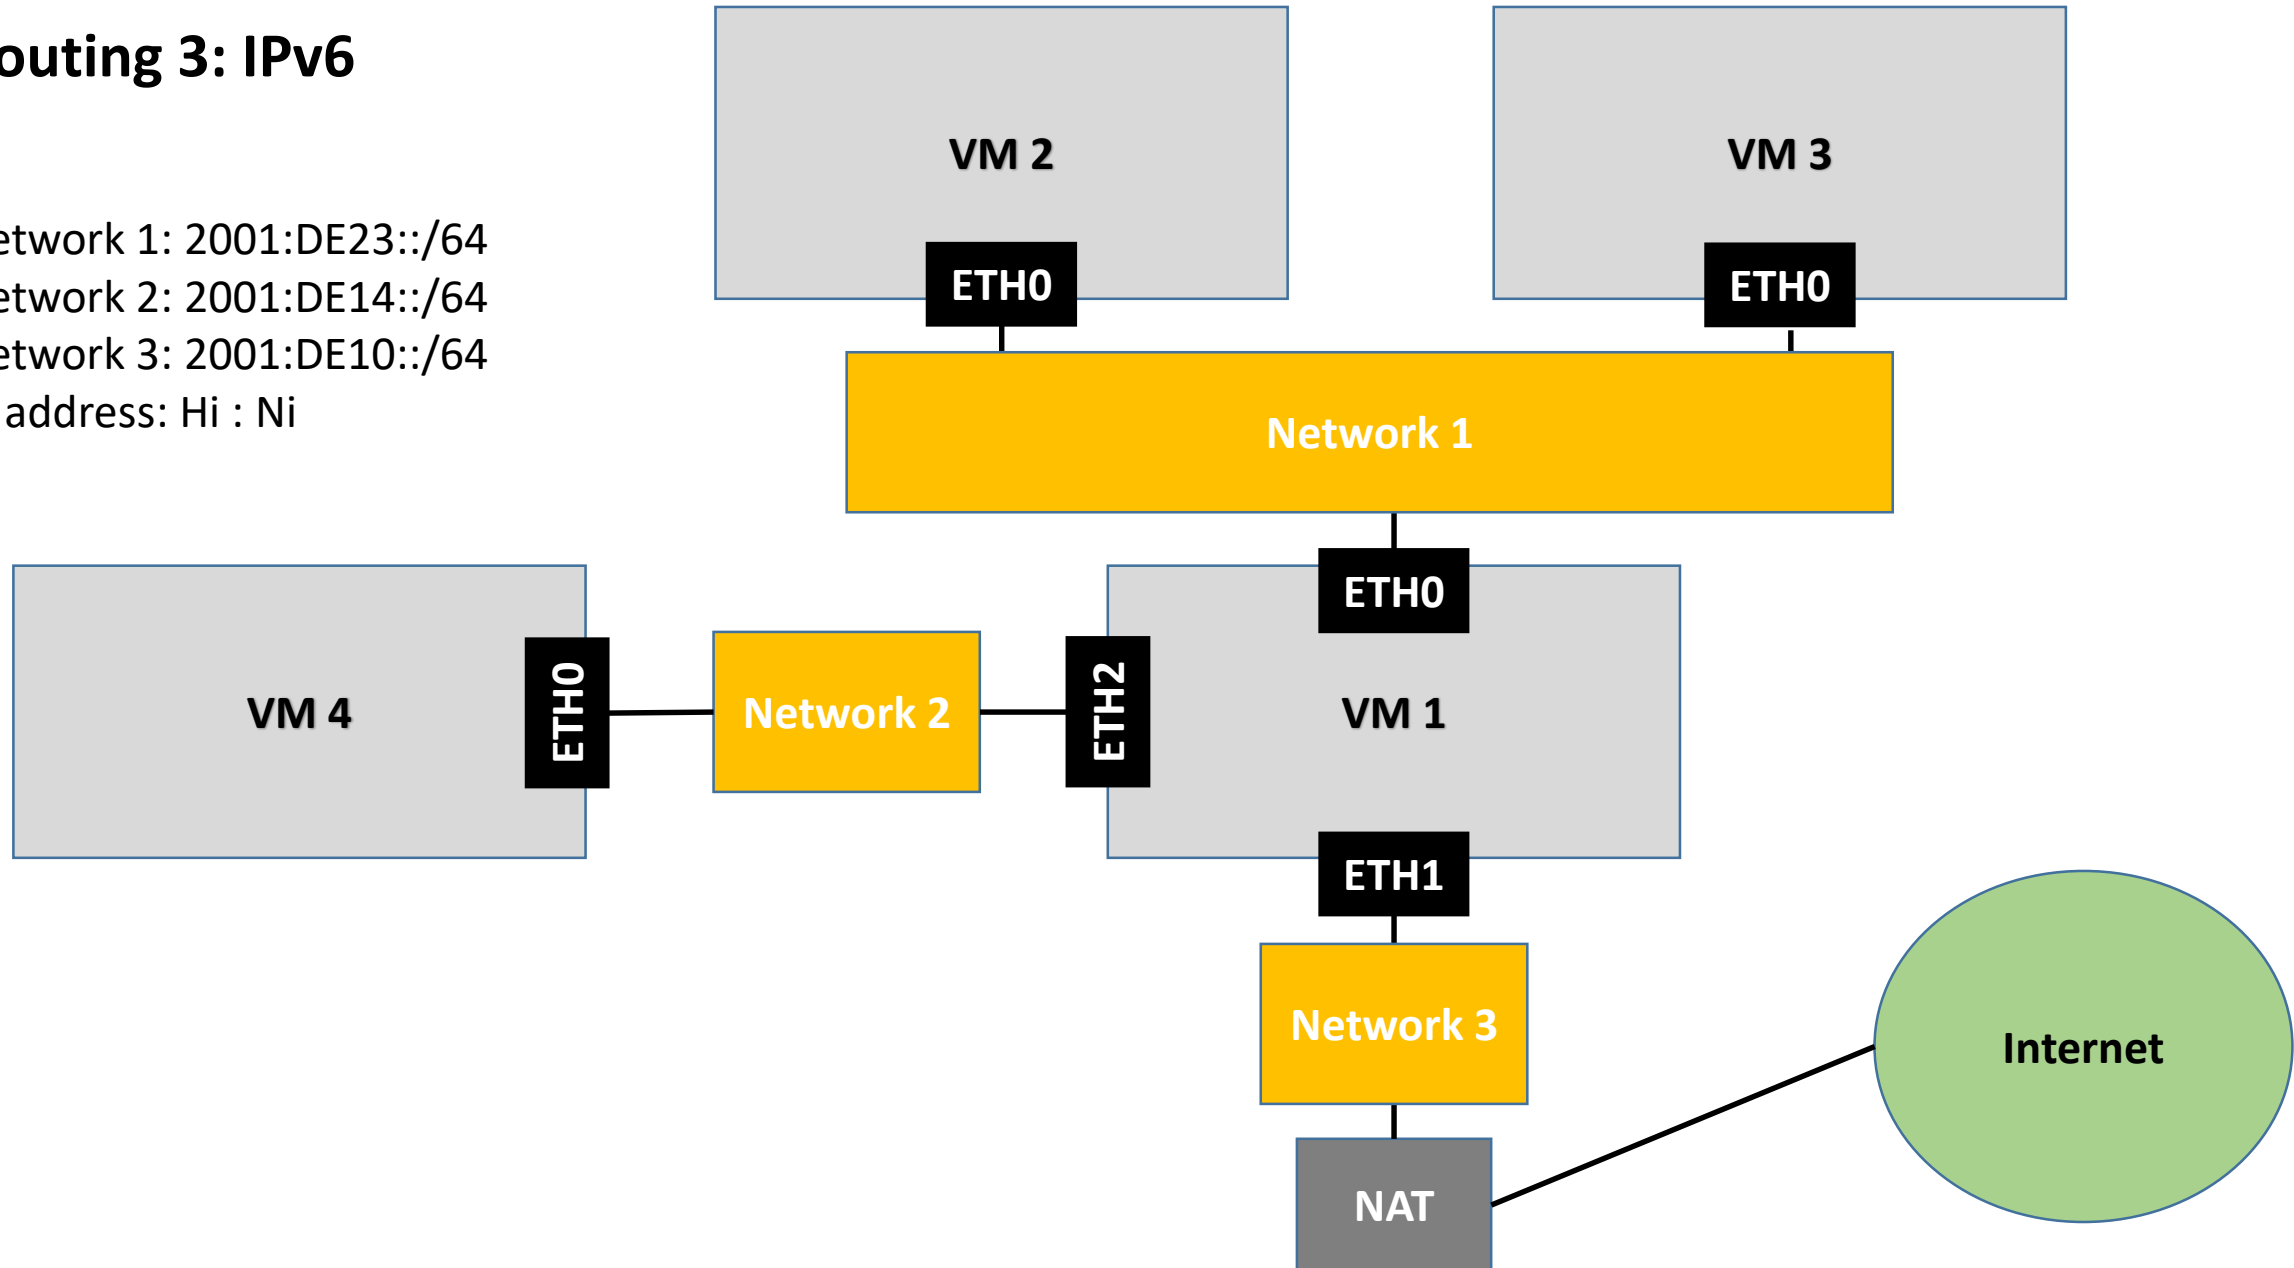 outing 3: IPv6
etwork 1: 2001:DE23::/64
etwork 2: 2001:DE14::/64
etwork 3: 2001:DE10::/64
address: Hi : Ni
VM 2
VM 3
ETH0
ETH0
Network 1
ETH0
VM 4
ETH0
Network 2
ETH2
VM 1
ETH1
Network 3
Internet
NAT